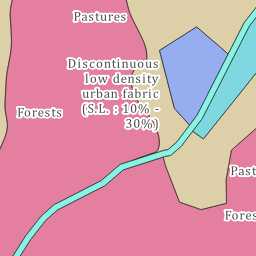 Pastures
Discontinuous
low density
urban fabric
(S.L. : 10% -
30%)
Forests
Past
Fores